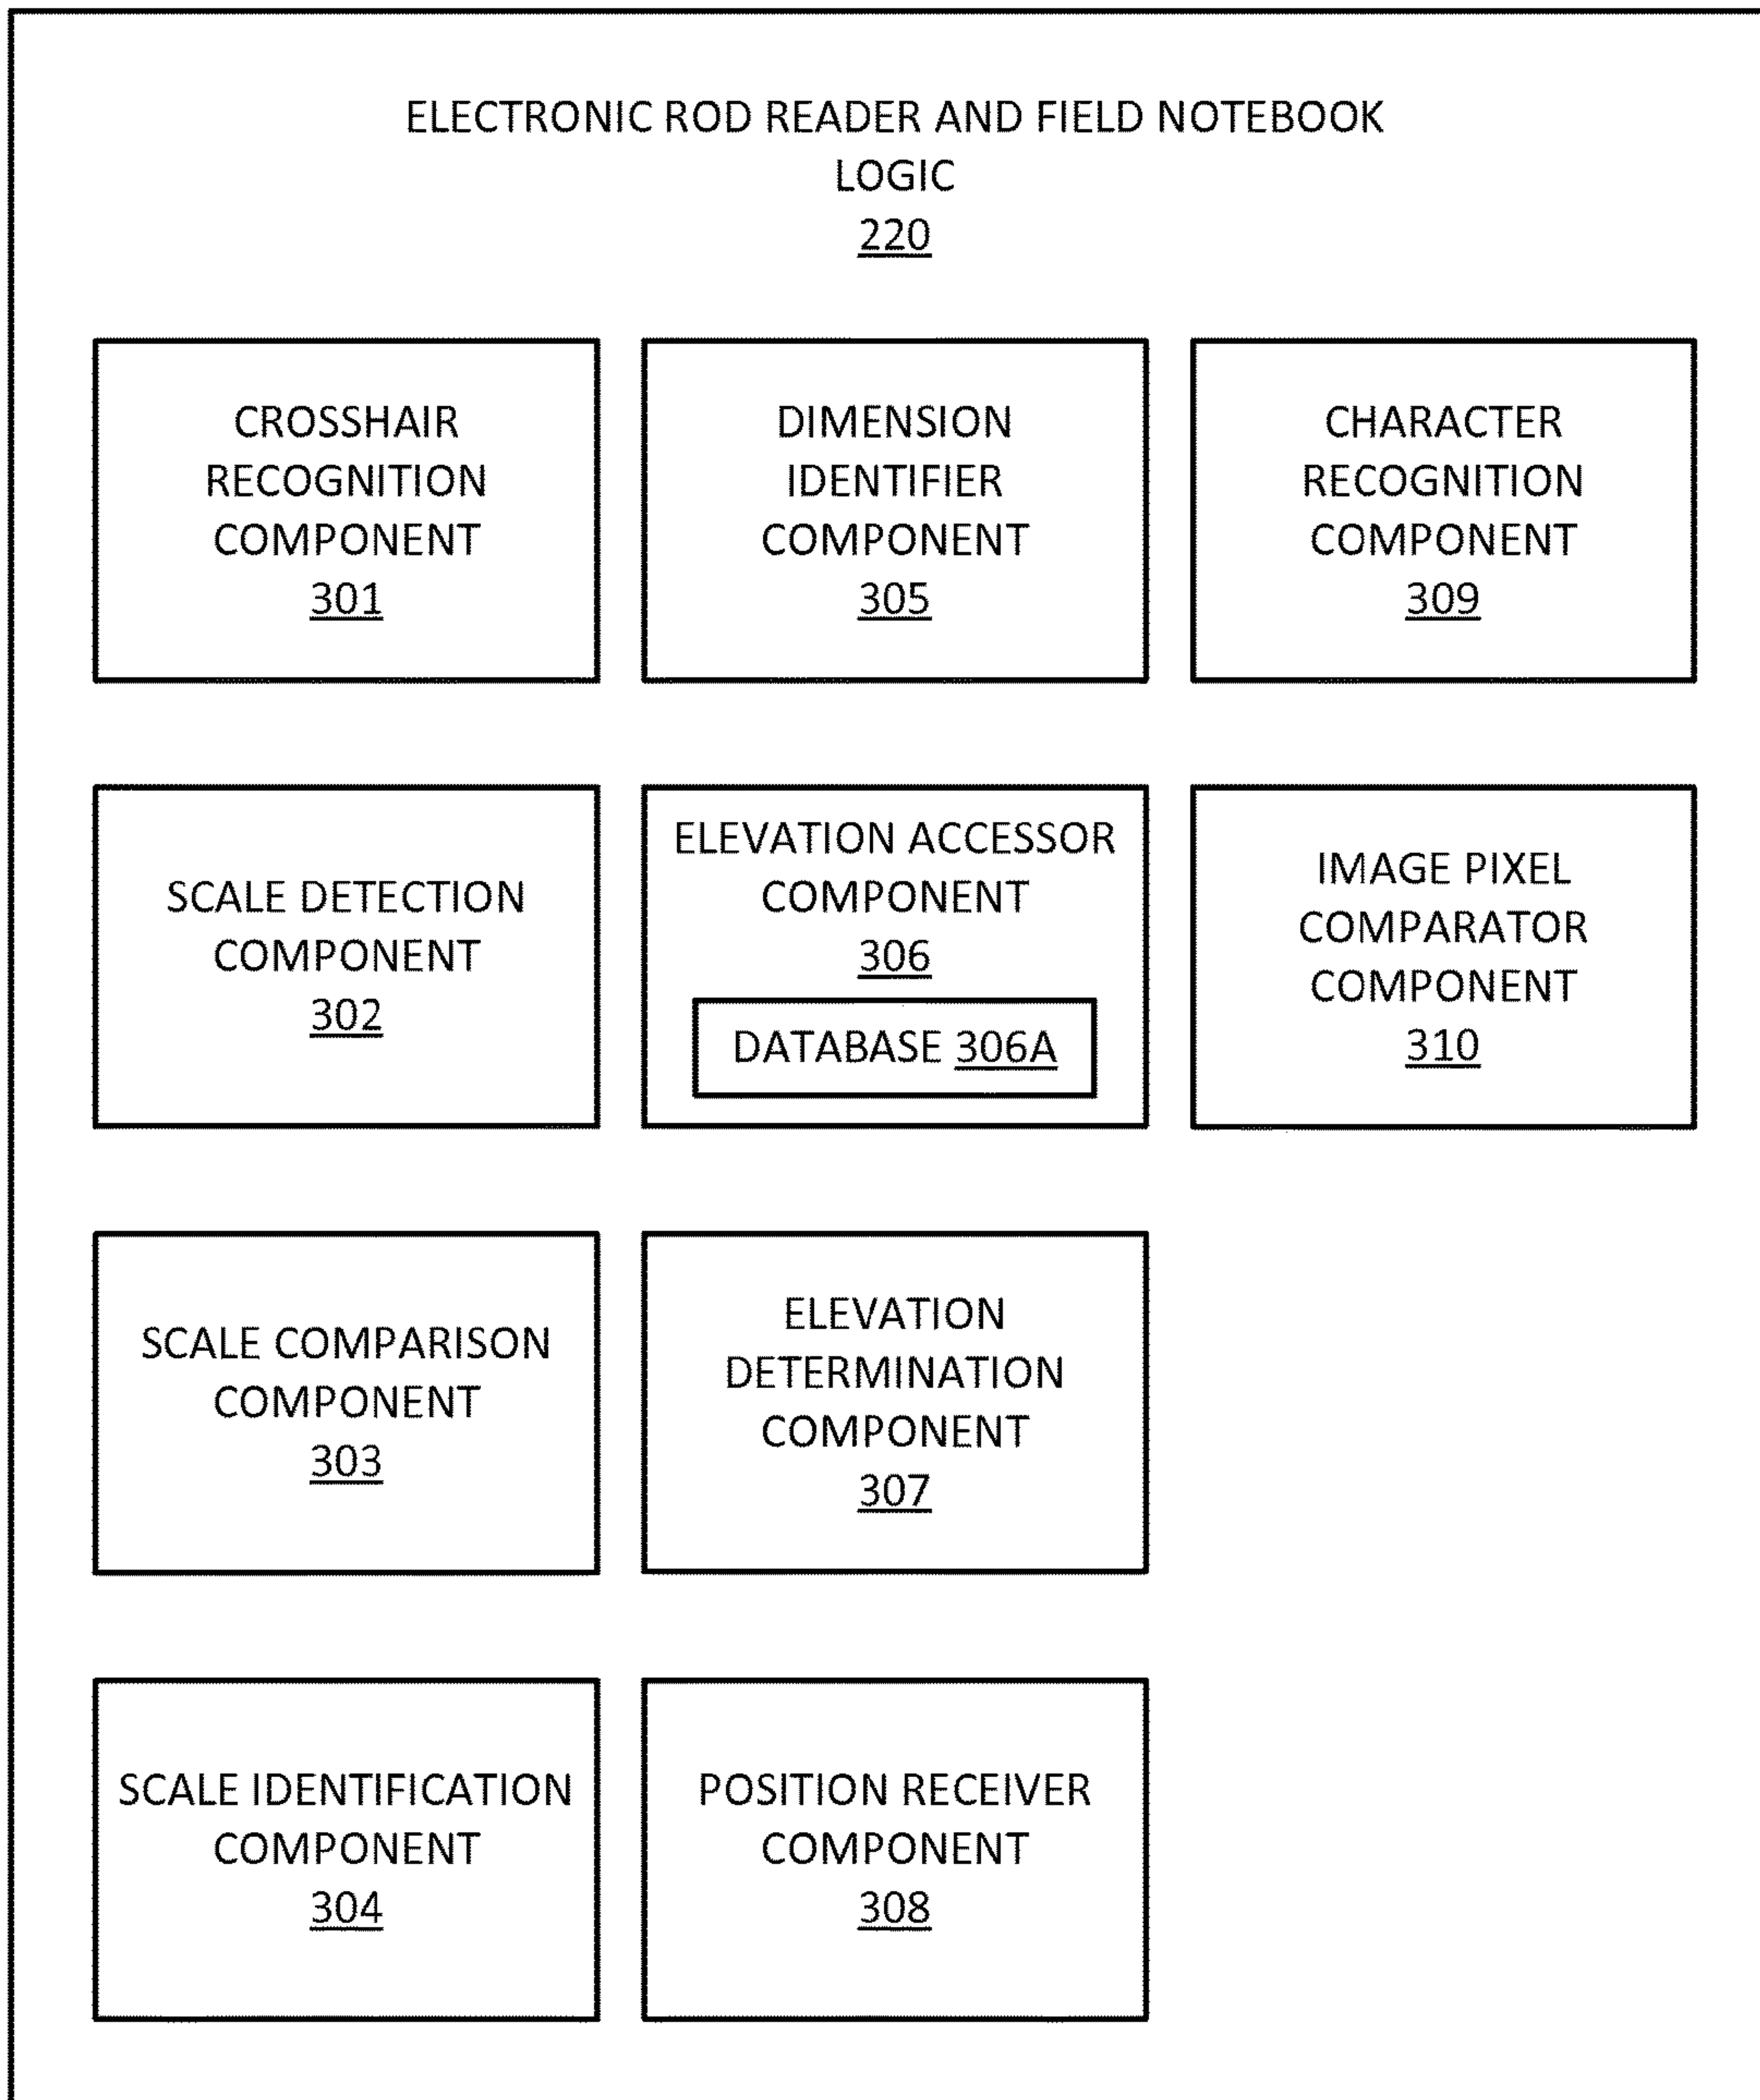 ELECTRONIC ROD READER AND FIELD NOTEBOOK
LOGIC
220
CROSSHAIR
RECOGNITION
COMPONENT
301
DIMENSION
IDENTIFIER
COMPONENT
305
CHARACTER
RECOGNITION
COMPONENT
309
SCALE DETECTION
COMPONENT
302
ELEVATION ACCESSOR
COMPONENT
306
DATABASE 306A
IMAGE PIXEL
COMPARATOR
COMPONENT
310
SCALE COMPARISON
COMPONENT
303
ELEVATION
DETERMINATION
COMPONENT
307
SCALE IDENTIFICATION
COMPONENT
304
POSITION RECEIVER
COMPONENT
308